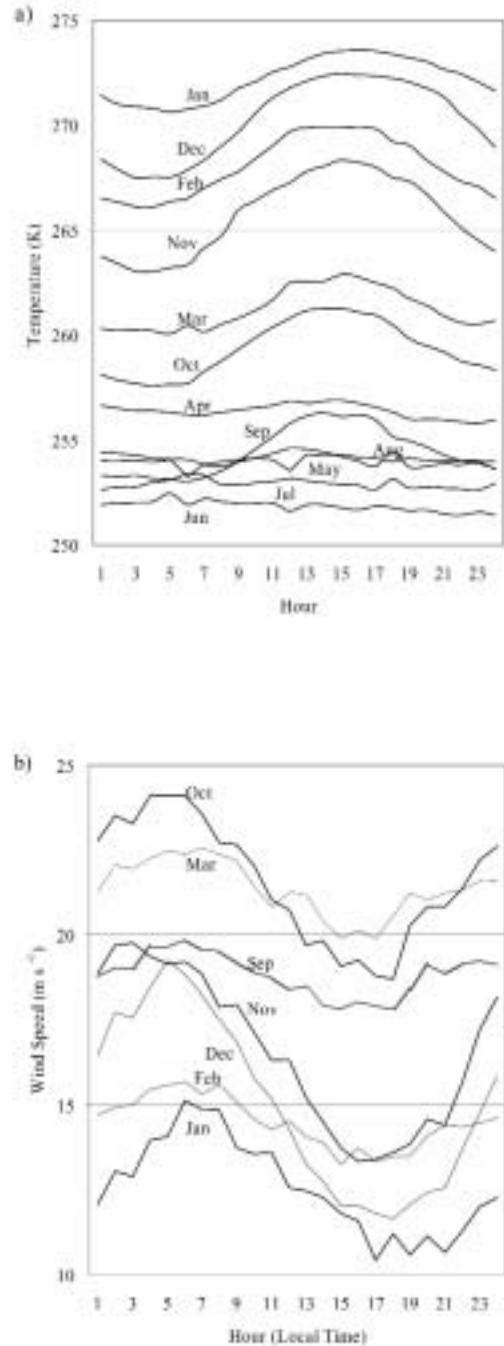 a)
275
270
265
260
255
250
Temperature (K)
Jan
Dec
Feb
Nov
Mar
Oct
Apr
Sep
Aug
May
Jul
Jun
1 3 5 7 9 11 13 15 17 19 21 23
Hour
b)
25
20
15
10
Wind Speed (m s⁻¹)
Oct
Mar
Sep
Nov
Dec
Feb
Jan
1 3 5 7 9 11 13 15 17 19 21 23
Hour (Local Time)